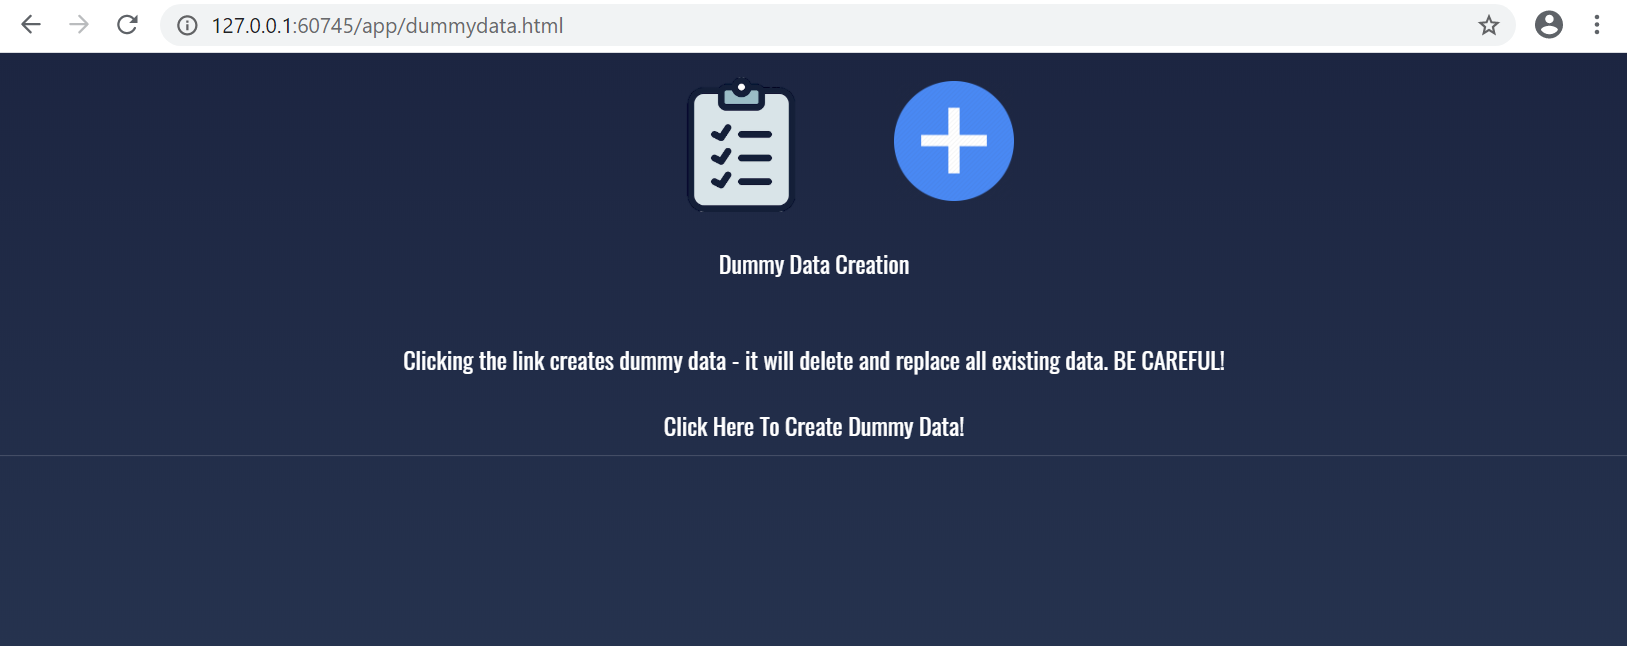 127.0.0.1:60745/app/dummydata.html
Dummy Data Creation
Clicking the link creates dummy data - it will delete and replace all existing data. BE CAREFUL!
Click Here To Create Dummy Data!